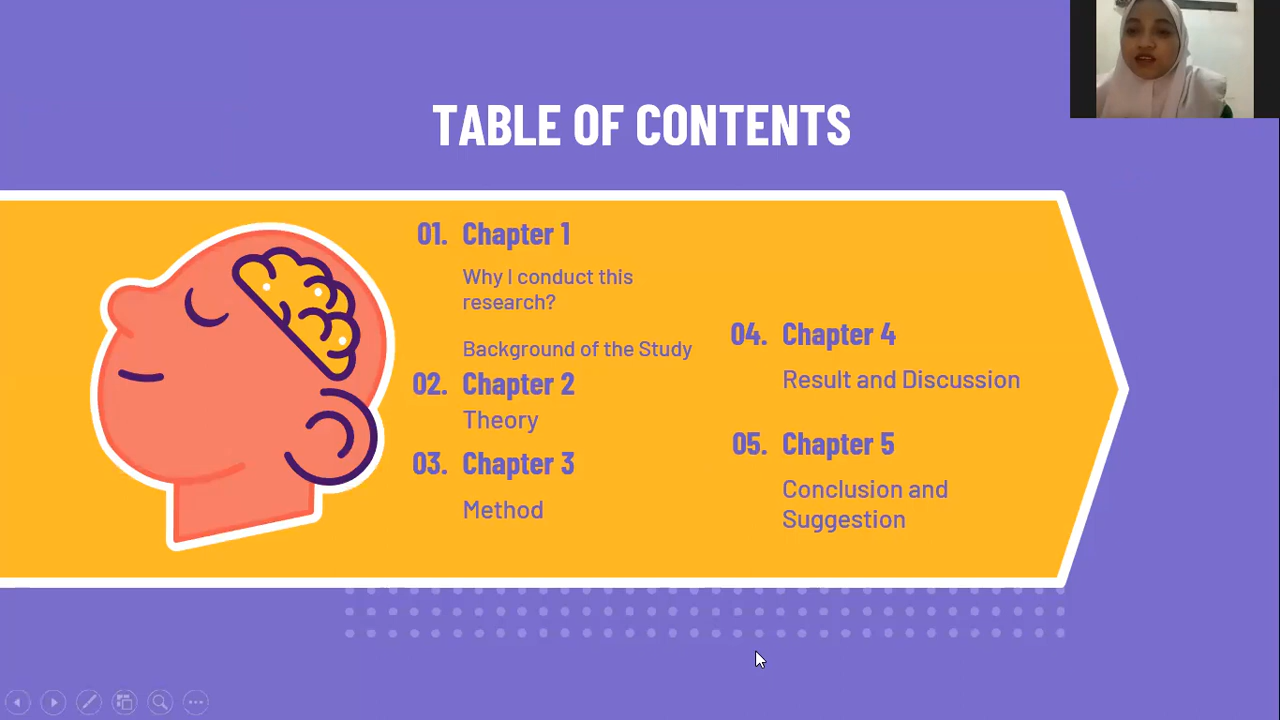 TABLE OF CONTENTS
01. Chapter 1
Why I conduct this
research?
Background of the Study
02. Chapter 2
Theory
03. Chapter 3
Method
04. Chapter 4
Result and Discussion
05. Chapter 5
Conclusion and
Suggestion